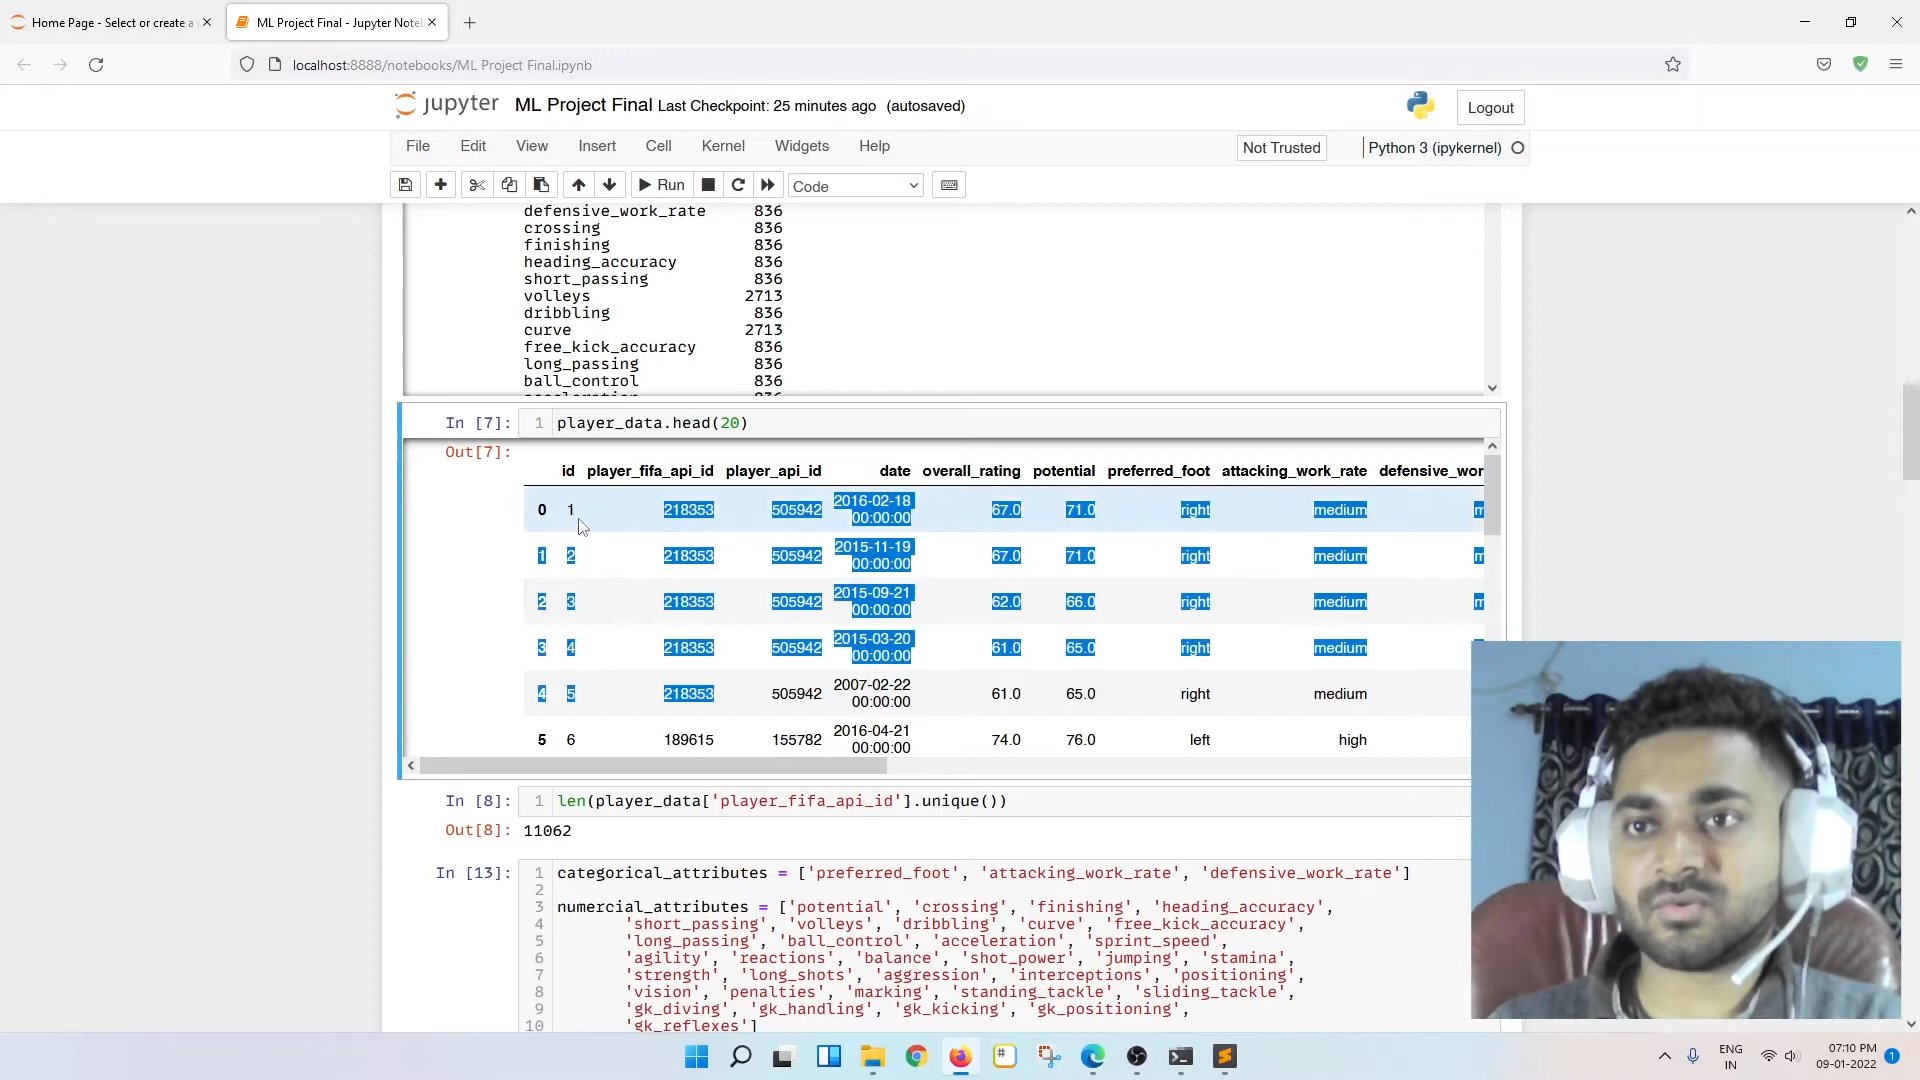 Home Page - Select or create a
ML Project Final - Jupyter Note
localhost:8888/notebooks/ML Project Final.ipynb
jupyter ML Project Final Last Checkpoint: 25 minutes ago (autosaved)
Logout
File Edit View Insert Cell Kernel Widgets Help
Not Trusted
Python 3 (ipykernel)
Run
Code
defensive_work_rate 836
crossing 836
finishing 836
heading_accuracy 836
short_passing 836
volleys 2713
dribbling 836
curve 2713
free_kick_accuracy 836
long_passing 836
ball_control 836
In [7]: 1 player_data.head(20)
Out[7]:
id player_fifa_api_id player_api_id date overall_rating potential preferred_foot attacking_work_rate defensive_wor
0 1 218353 505942 2016-02-18 00:00:00 67.0 71.0 right medium m
1 2 218353 505942 2015-11-19 00:00:00 67.0 71.0 right medium m
2 3 218353 505942 2015-09-21 00:00:00 62.0 66.0 right medium m
3 4 218353 505942 2015-03-20 00:00:00 61.0 65.0 right medium
4 5 218353 505942 2007-02-22 00:00:00 61.0 65.0 right medium
5 6 189615 155782 2016-04-21 00:00:00 74.0 76.0 left high
In [8]: 1 len(player_data['player_fifa_api_id'].unique())
Out[8]: 11062
In [13]: 1 categorical_attributes = ['preferred_foot', 'attacking_work_rate', 'defensive_work_rate']
2
3 numercial_attributes = ['potential', 'crossing', 'finishing', 'heading_accuracy',
4 'short_passing', 'volleys', 'dribbling', 'curve', 'free_kick_accuracy',
5 'long_passing', 'ball_control', 'acceleration', 'sprint_speed',
6 'agility', 'reactions', 'balance', 'shot_power', 'jumping', 'stamina',
7 'strength', 'long_shots', 'aggression', 'interceptions', 'positioning',
8 'vision', 'penalties', 'marking', 'standing_tackle', 'sliding_tackle',
9 'gk_diving', 'gk_handling', 'gk_kicking', 'gk_positioning',
10 'gk_reflexes']
ENG
IN
07:10 PM
09-01-2022
1